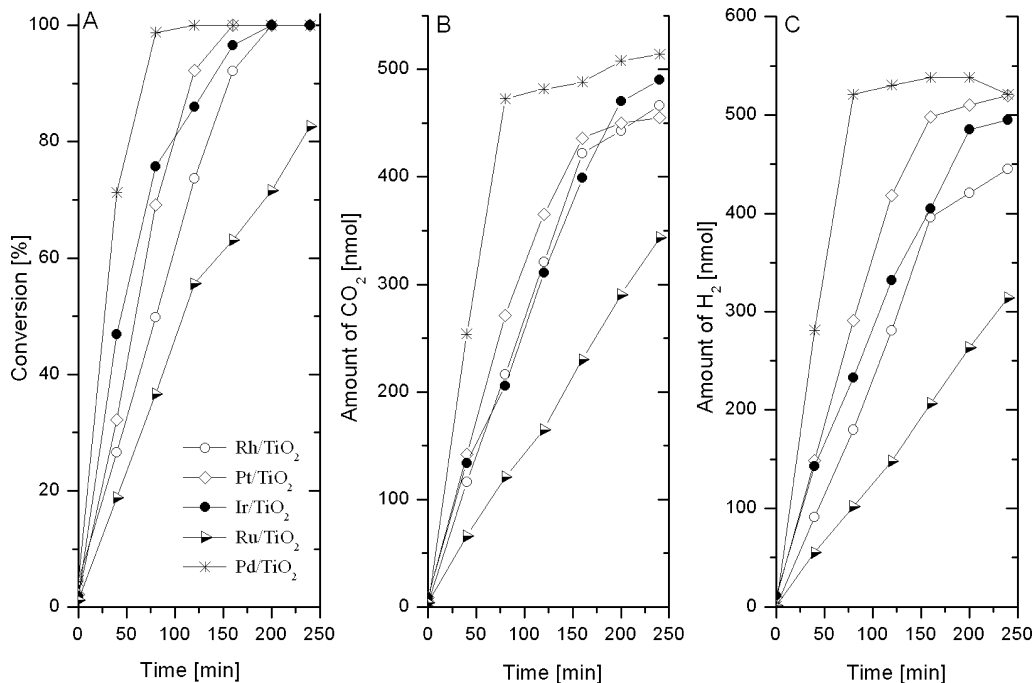 A
Conversion [%]
100
80
60
40
20
0
Rh/TiO₂
Pt/TiO₂
Ir/TiO₂
Ru/TiO₂
Pd/TiO₂
0 50 100 150 200 250
Time [min]
B
Amount of CO₂ [nmol]
500
400
300
200
100
0
0 50 100 150 200 250
Time [min]
C
Amount of H₂ [nmol]
600
500
400
300
200
100
0
0 50 100 150 200 250
Time [min]